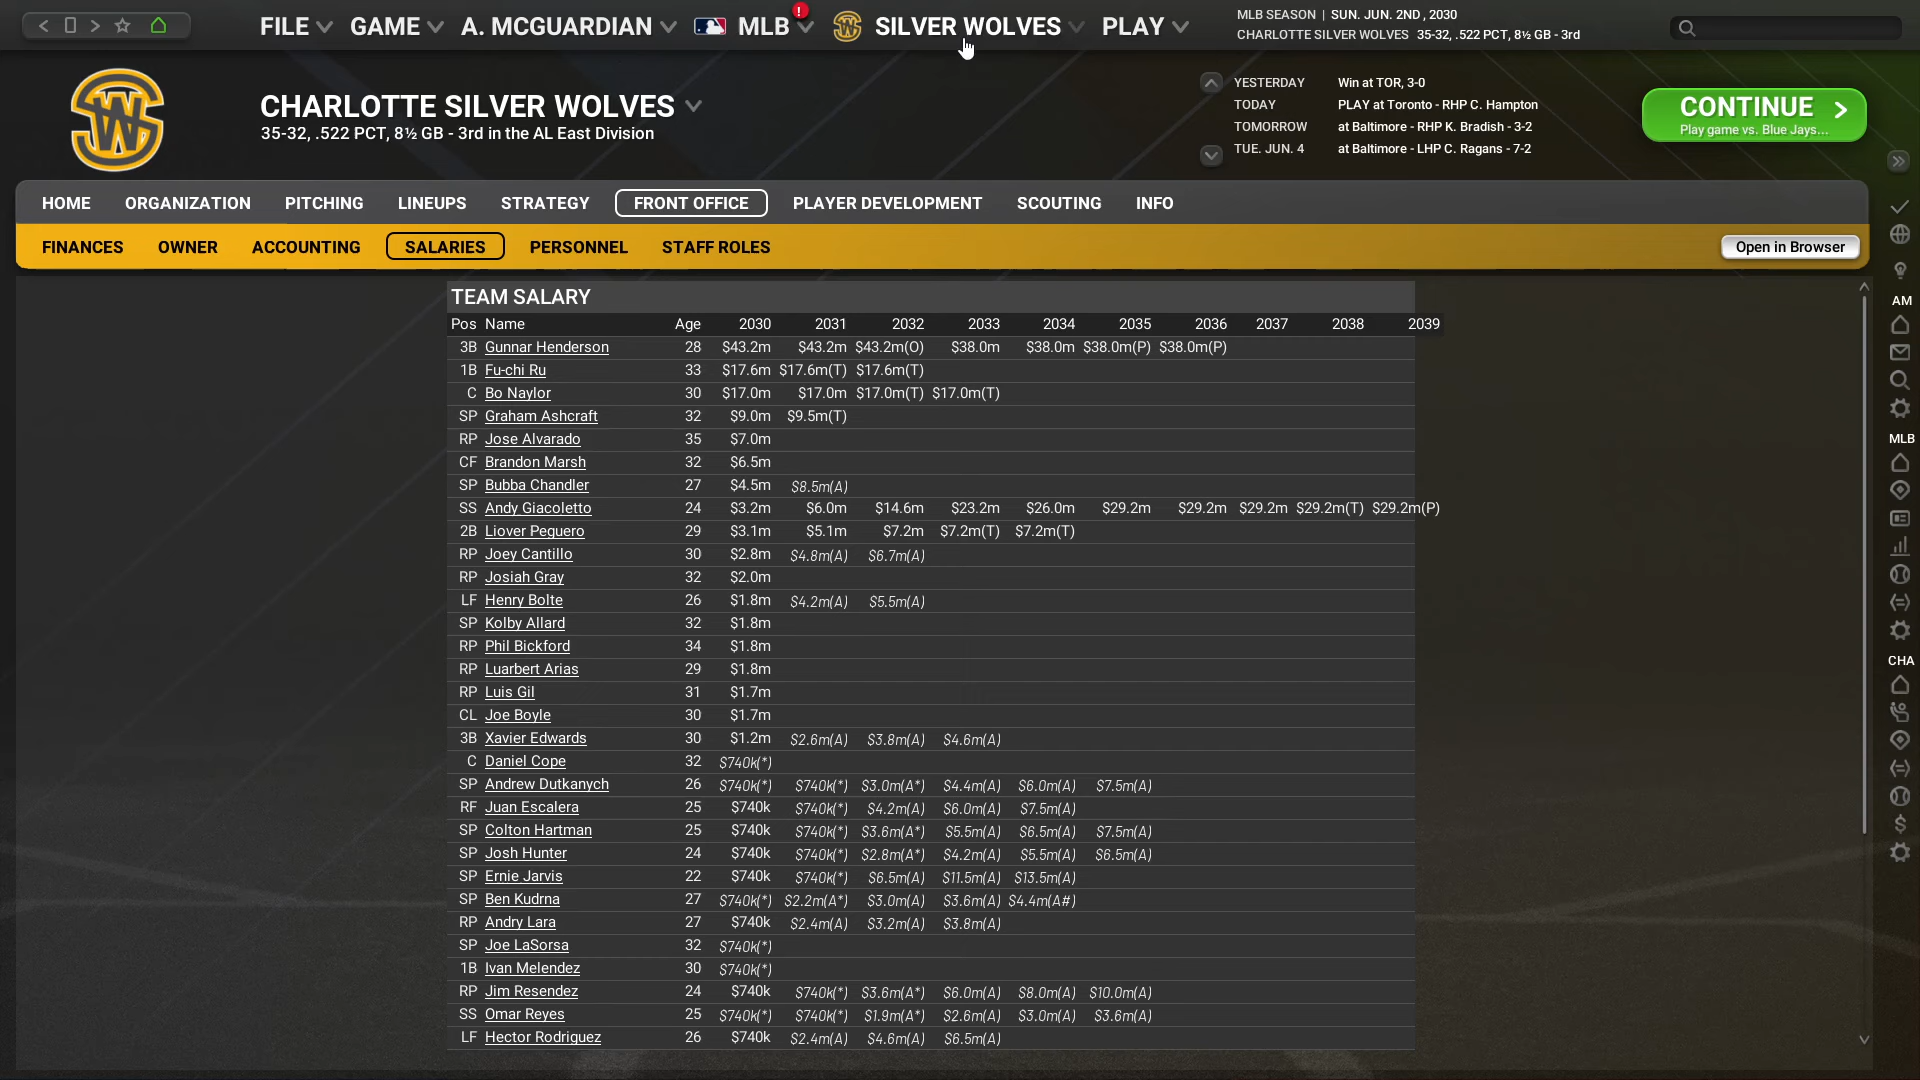 FILE GAME A. MCGUARDIAN MLB ! SILVER WOLVES PLAY
MLB SEASON | SUN. JUN. 2ND , 2030
CHARLOTTE SILVER WOLVES 35-32, .522 PCT, 8½ GB - 3rd
CHARLOTTE SILVER WOLVES
35-32, .522 PCT, 8½ GB - 3rd in the AL East Division
YESTERDAY Win at TOR, 3-0
TODAY PLAY at Toronto - RHP C. Hampton
TOMORROW at Baltimore - RHP K. Bradish - 3-2
TUE. JUN. 4 at Baltimore - LHP C. Ragans - 7-2
CONTINUE
Play game vs. Blue Jays...
HOME ORGANIZATION PITCHING LINEUPS STRATEGY FRONT OFFICE PLAYER DEVELOPMENT SCOUTING INFO
FINANCES OWNER ACCOUNTING SALARIES PERSONNEL STAFF ROLES Open in Browser
TEAM SALARY
Pos Name Age 2030 2031 2032 2033 2034 2035 2036 2037 2038 2039
3B Gunnar Henderson 28 $43.2m $43.2m $43.2m(O) $38.0m $38.0m $38.0m(P) $38.0m(P)
1B Fu-chi Ru 33 $17.6m $17.6m(T) $17.6m(T)
C Bo Naylor 30 $17.0m $17.0m $17.0m(T) $17.0m(T)
SP Graham Ashcraft 32 $9.0m $9.5m(T)
RP Jose Alvarado 35 $7.0m
CF Brandon Marsh 32 $6.5m
SP Bubba Chandler 27 $4.5m $8.5m(A)
SS Andy Giacoletto 24 $3.2m $6.0m $14.6m $23.2m $26.0m $29.2m $29.2m $29.2m $29.2m(T) $29.2m(P)
2B Liover Peguero 29 $3.1m $5.1m $7.2m $7.2m(T) $7.2m(T)
RP Joey Cantillo 30 $2.8m $4.8m(A) $6.7m(A)
RP Josiah Gray 32 $2.0m
LF Henry Bolte 26 $1.8m $4.2m(A) $5.5m(A)
SP Kolby Allard 32 $1.8m
RP Phil Bickford 34 $1.8m
RP Luarbert Arias 29 $1.8m
RP Luis Gil 31 $1.7m
CL Joe Boyle 30 $1.7m
3B Xavier Edwards 30 $1.2m $2.6m(A) $3.8m(A) $4.6m(A)
C Daniel Cope 32 $740k(*)
SP Andrew Dutkanych 26 $740k(*) $740k(*) $3.0m(A*) $4.4m(A) $6.0m(A) $7.5m(A)
RF Juan Escalera 25 $740k $740k(*) $4.2m(A) $6.0m(A) $7.5m(A)
SP Colton Hartman 25 $740k $740k(*) $3.6m(A*) $5.5m(A) $6.5m(A) $7.5m(A)
SP Josh Hunter 24 $740k $740k(*) $2.8m(A*) $4.2m(A) $5.5m(A) $6.5m(A)
SP Ernie Jarvis 22 $740k $740k(*) $6.5m(A) $11.5m(A) $13.5m(A)
SP Ben Kudrna 27 $740k(*) $2.2m(A*) $3.0m(A) $3.6m(A) $4.4m(A#)
RP Andry Lara 27 $740k $2.4m(A) $3.2m(A) $3.8m(A)
SP Joe LaSorsa 32 $740k(*)
1B Ivan Melendez 30 $740k(*)
RP Jim Resendez 24 $740k $740k(*) $3.6m(A*) $6.0m(A) $8.0m(A) $10.0m(A)
SS Omar Reyes 25 $740k(*) $740k(*) $1.9m(A*) $2.6m(A) $3.0m(A) $3.6m(A)
LF Hector Rodriguez 26 $740k $2.4m(A) $4.6m(A) $6.5m(A)
AM
MLB
CHA